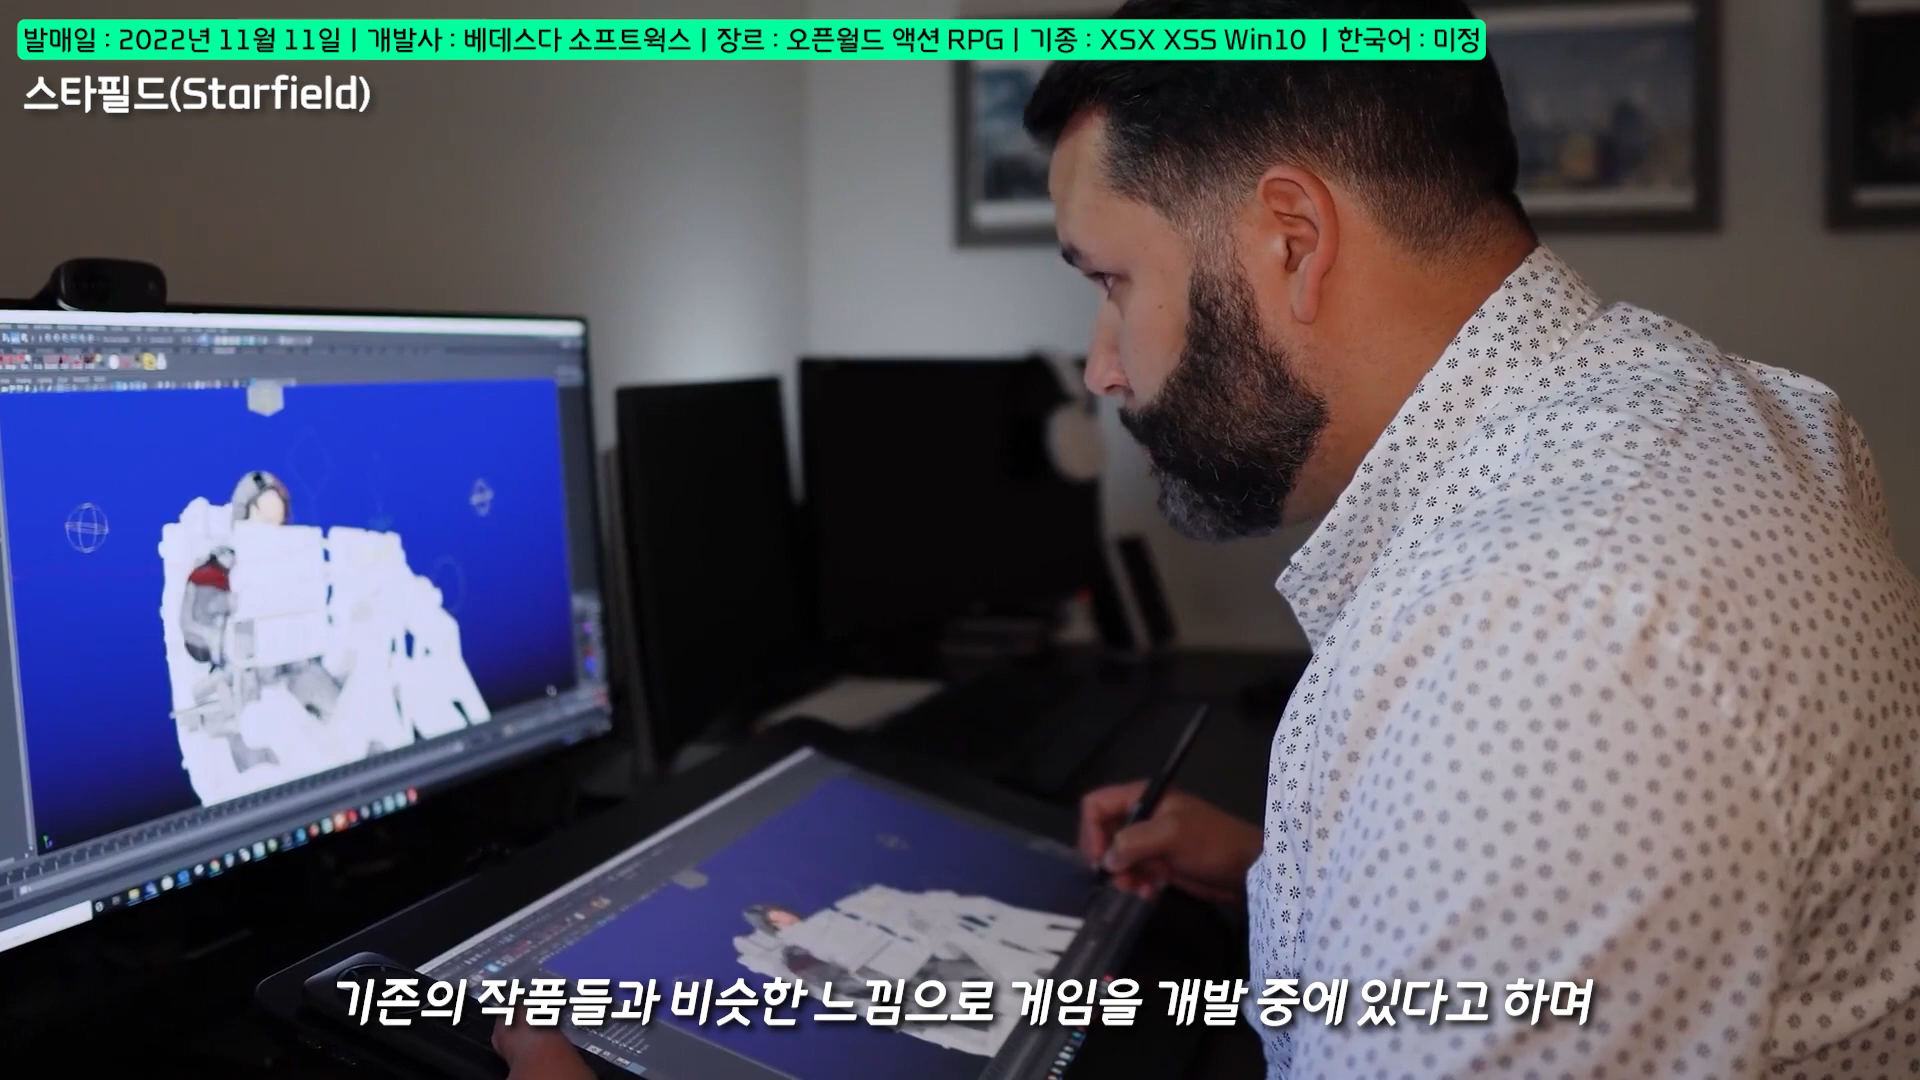 발매일 : 2022년 11월 11일 | 개발사 : 베데스다 소프트웍스 | 장르 : 오픈월드 액션 RPG | 기종 : XSX XSS Win10 | 한국어 : 미정
스타필드(Starfield)
기존의 작품들과 비슷한 느낌으로 게임을 개발 중에 있다고 하며